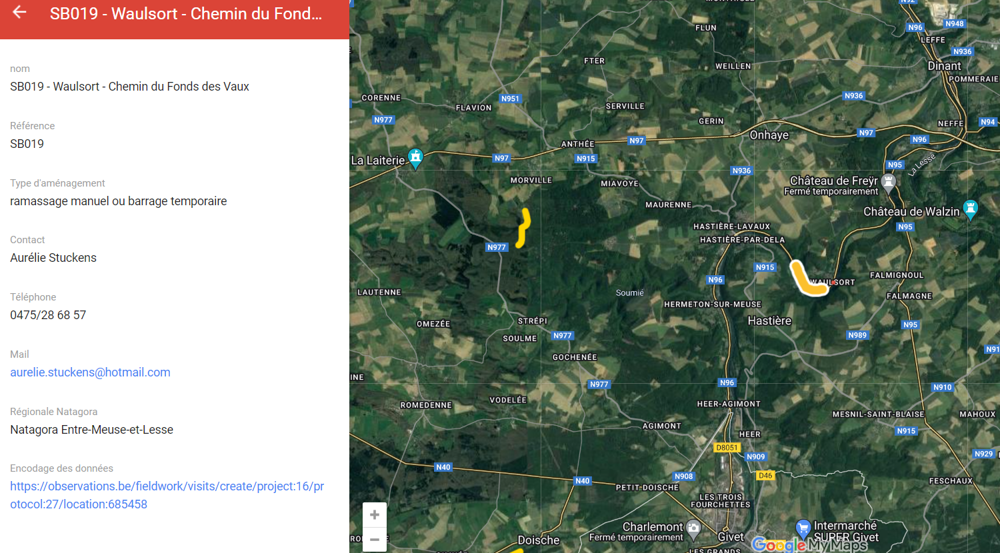 SB019 - Waulsort - Chemin du Fond...
nom
SB019 - Waulsort - Chemin du Fonds des Vaux
Référence
SB019
Type d'aménagement
ramassage manuel ou barrage temporaire
Contact
Aurélie Stuckens
Téléphone
0475/28 68 57
Mail
aurelie.stuckens@hotmail.com
Régionale Natagora
Natagora Entre-Meuse-et-Lesse
Encodage des données
https://observations.be/fieldwork/visits/create/project:16/pr
otocol:27/location:685458
N92
FLUN
N96
N948
LEFFE
N936
FTER
WEILLEN
Dinant
POMMERAIE
CORENNE
N951
FLAVION
N936
SERVILLE
N977
GERIN
NEFFE
N94
Onhaye
N97
N96
ANTHÉE
N97
La Laiterie
N97
N915
N95
La Lesse
N936
MORVILLE
MIAVOYE
Château de Freÿr
Fermé temporairement
MAURENNE
Château de Walzin
HASTIÈRE-LAVAUX
N95
HASTIÈRE-PAR-DELA
N977
N915
N96
FALMIGNOUL
WAULSORT
LAUTENNE
Soumié
FALMAGNE
HERMETON-SUR-MEUSE
Hastière
STRÉPI
OMEZÉE
N95
SOULME
N977
N989
N91
GOCHENÉE
INE
N977
N96
N910
ROMEDENNE
VODELÉE
HEER-AGIMONT
MESNIL-SAINT-BLAISE
MAHOUX
AGIMONT
N915
HEER
D8051
N909
N929
N40
N908
D46
N40
PETIT-DOISCHE
FESCHAUX
LES TROIS
FOURCHETTES
Charlemont
Fermé temporairement
Intermarché
SUPER Givet
Givet
Doische
Google My Maps
LES GRANDS